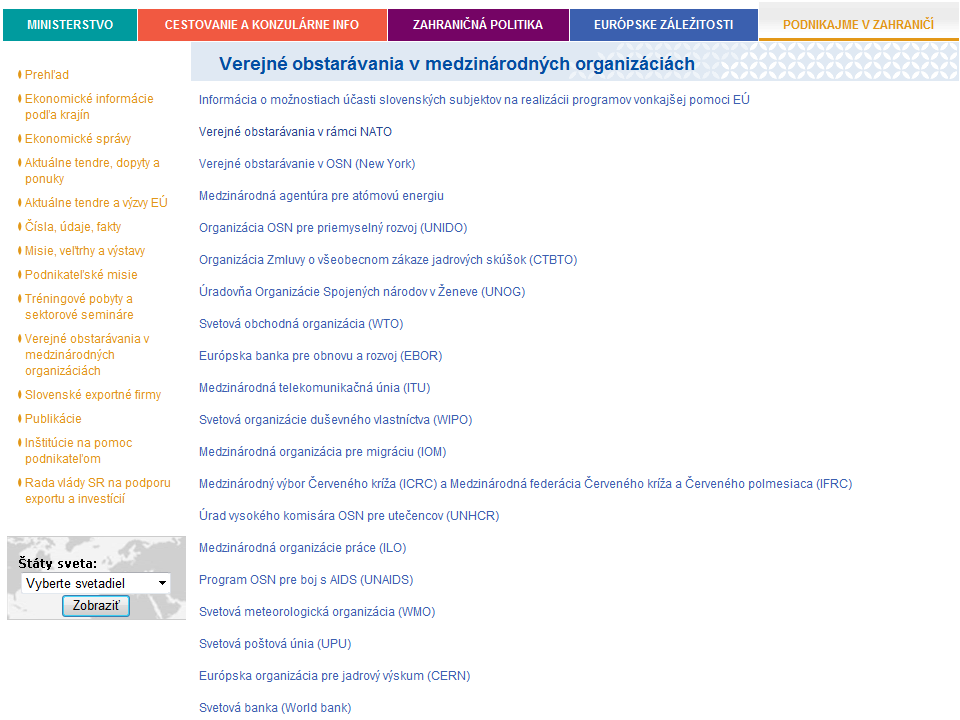 MINISTERSTVO
CESTOVANIE A KONZULÁRNE INFO
ZAHRANIČNÁ POLITIKA
EURÓPSKE ZÁLEŽITOSTI
PODNIKAJME V ZAHRANIČÍ
Prehľad
Ekonomické informácie
podľa krajín
Ekonomické správy
Aktuálne tendre, dopyty a
ponuky
Aktuálne tendre a výzvy EÚ
Čísla, údaje, fakty
Misie, veľtrhy a výstavy
Podnikateľské misie
Tréningové pobyty a
sektorové semináre
Verejné obstarávania v
medzinárodných
organizáciách
Slovenské exportné firmy
Publikácie
Inštitúcie na pomoc
podnikateľom
Rada vlády SR na podporu
exportu a investícií
Štáty sveta:
Vyberte svetadiel
Zobraziť
Verejné obstarávania v medzinárodných organizáciách
Informácia o možnostiach účasti slovenských subjektov na realizácii programov vonkajšej pomoci EÚ
Verejné obstarávania v rámci NATO
Verejné obstarávanie v OSN (New York)
Medzinárodná agentúra pre atómovú energiu
Organizácia OSN pre priemyselný rozvoj (UNIDO)
Organizácia Zmluvy o všeobecnom zákaze jadrových skúšok (CTBTO)
Úradovňa Organizácie Spojených národov v Ženeve (UNOG)
Svetová obchodná organizácia (WTO)
Európska banka pre obnovu a rozvoj (EBOR)
Medzinárodná telekomunikačná únia (ITU)
Svetová organizácie duševného vlastníctva (WIPO)
Medzinárodná organizácia pre migráciu (IOM)
Medzinárodný výbor Červeného kríža (ICRC) a Medzinárodná federácia Červeného kríža a Červeného polmesiaca (IFRC)
Úrad vysokého komisára OSN pre utečencov (UNHCR)
Medzinárodná organizácie práce (ILO)
Program OSN pre boj s AIDS (UNAIDS)
Svetová meteorologická organizácia (WMO)
Svetová poštová únia (UPU)
Európska organizácia pre jadrový výskum (CERN)
Svetová banka (World bank)